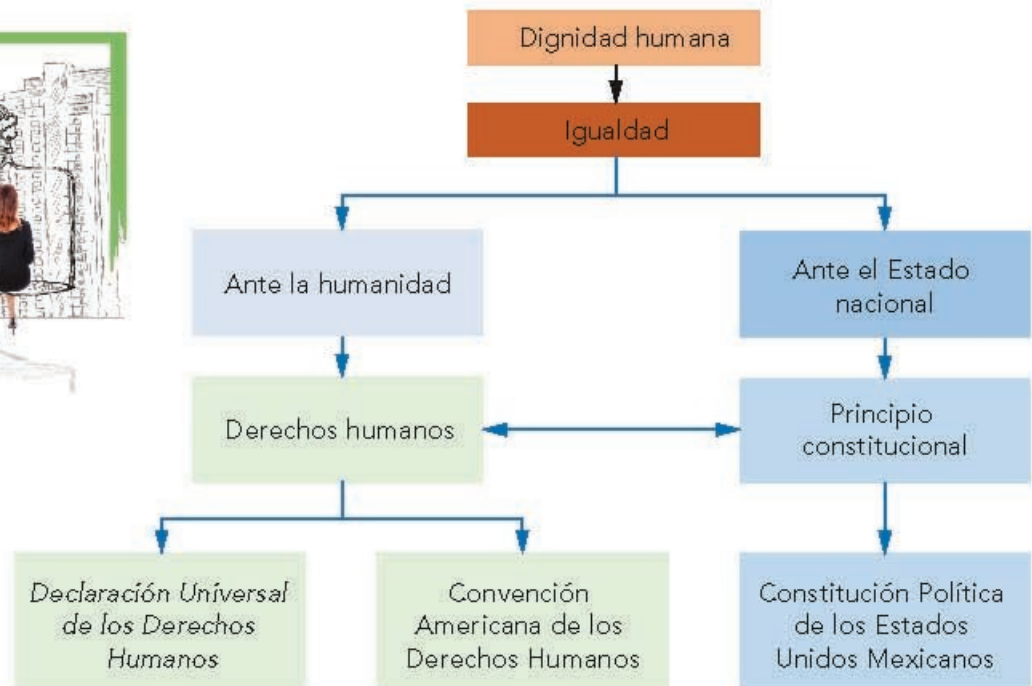 Dignidad humana
Igualdad
Ante la humanidad
Ante el Estado
nacional
Derechos humanos
Principio
constitucional
Declaración Universal
de los Derechos
Humanos
Convención
Americana de los
Derechos Humanos
Constitución Política
de los Estados
Unidos Mexicanos